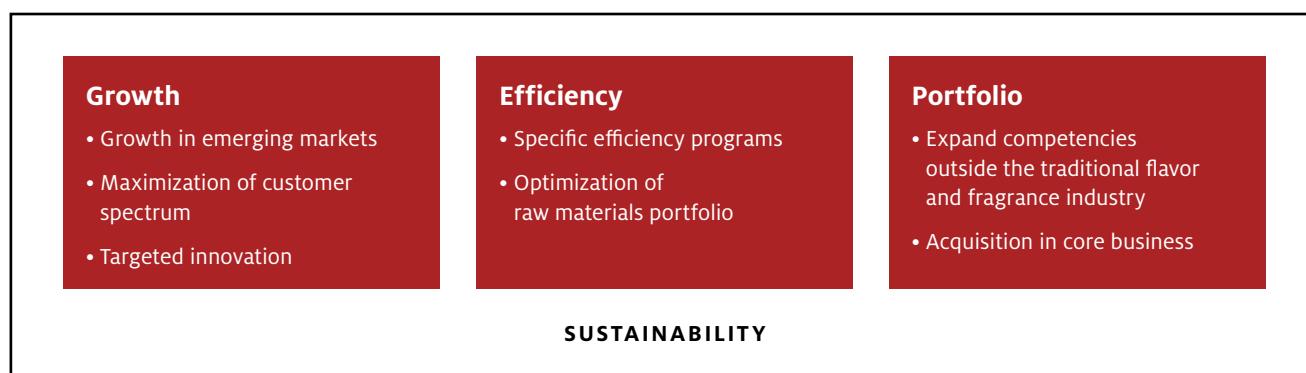 Growth
• Growth in emerging markets
• Maximization of customer
spectrum
• Targeted innovation
Efficiency
• Specific efficiency programs
• Optimization of
raw materials portfolio
Portfolio
• Expand competencies
outside the traditional flavor
and fragrance industry
• Acquisition in core business
SUSTAINABILITY